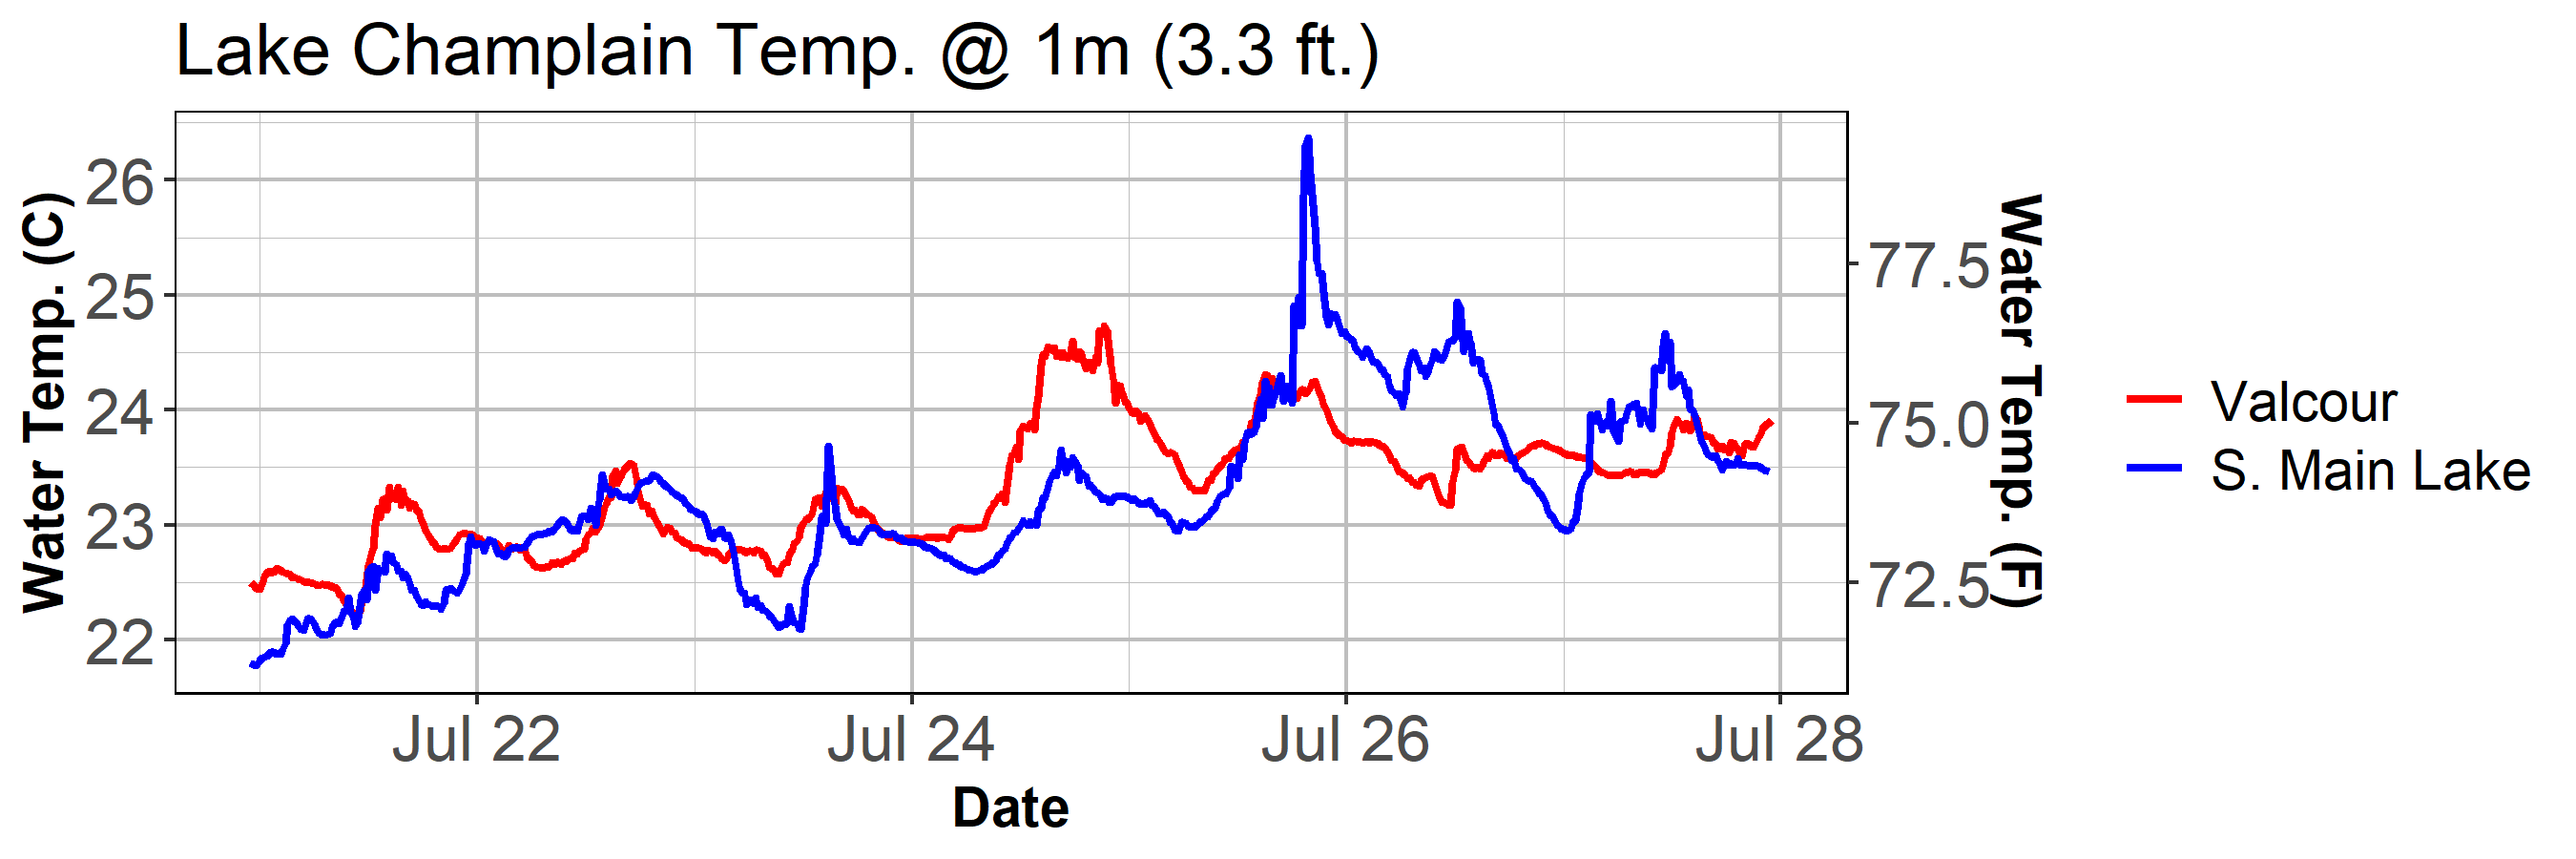 Lake Champlain Temp. @ 1m (3.3 ft.)
Water Temp. (C)
26
25
24
23
22
77.5
75.0
72.5
Water Temp. (F)
Jul 22
Jul 24
Jul 26
Jul 28
Date
Valcour
S. Main Lake